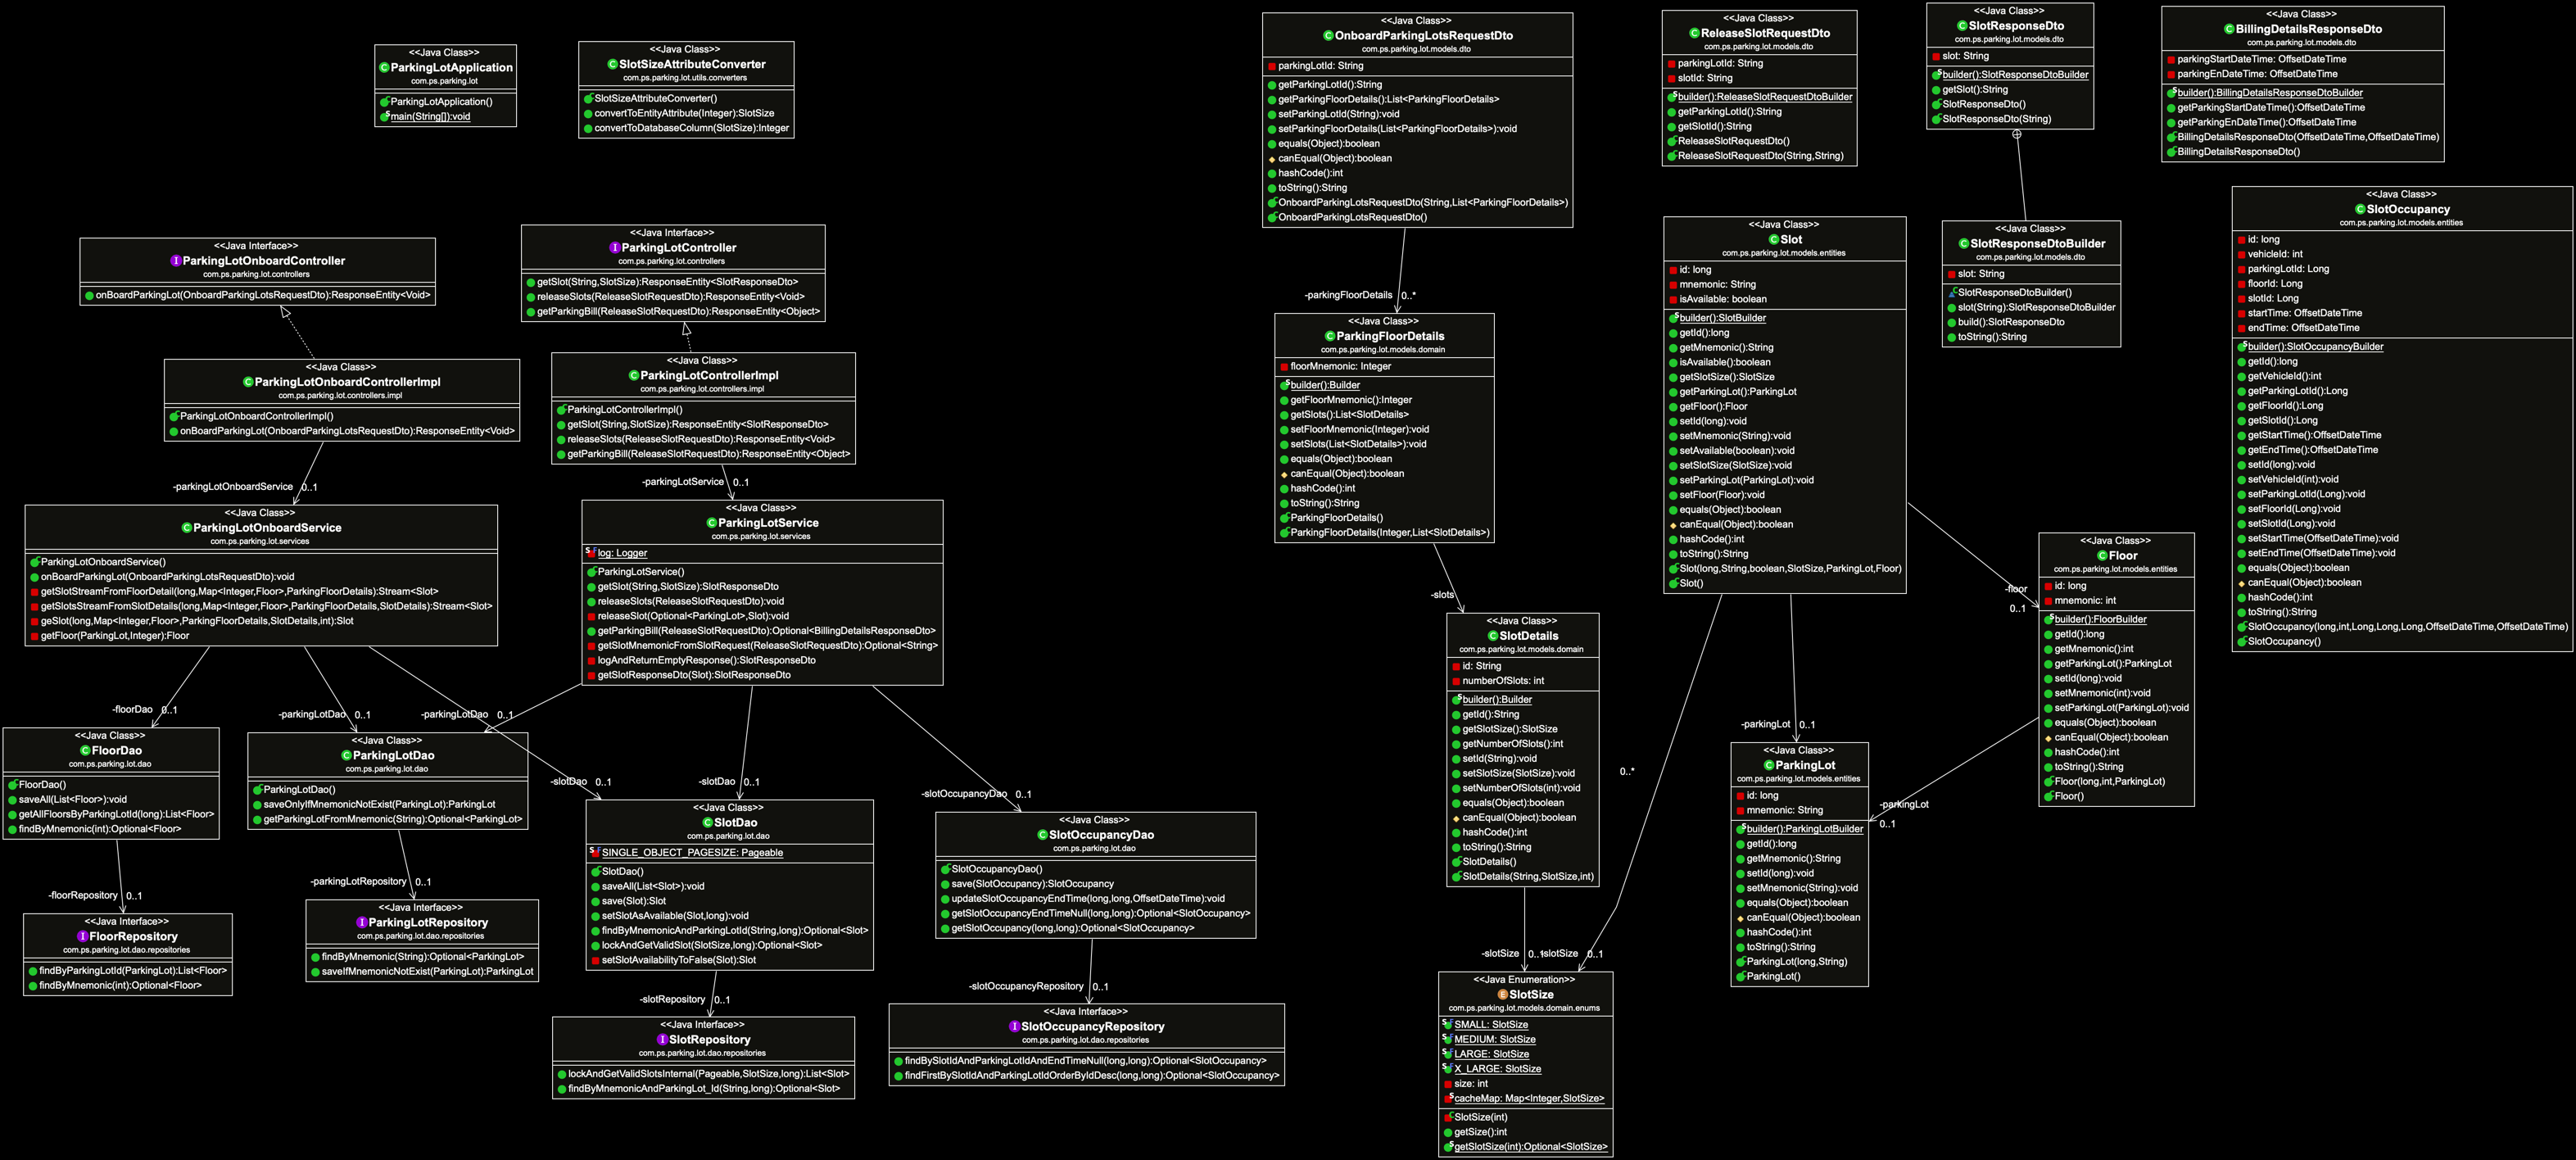 <<Java Class>>
ParkingLotApplication
com.ps.parking.lot
ParkingLotApplication()
main(String[]):void
<<Java Class>>
SlotSizeAttributeConverter
com.ps.parking.lot.utils.converters
SlotSizeAttributeConverter()
convertToEntityAttribute(Integer):SlotSize
convertToDatabaseColumn(SlotSize):Integer
<<Java Class>>
OnboardParkingLotsRequestDto
com.ps.parking.lot.models.dto
parkingLotId: String
getParkingLotId():String
getParkingFloorDetails():List<ParkingFloorDetails>
setParkingLotId(String):void
setParkingFloorDetails(List<ParkingFloorDetails>):void
equals(Object):boolean
canEqual(Object):boolean
hashCode():int
toString():String
OnboardParkingLotsRequestDto(String,List<ParkingFloorDetails>)
OnboardParkingLotsRequestDto()
<<Java Class>>
ReleaseSlotRequestDto
com.ps.parking.lot.models.dto
parkingLotId: String
slotId: String
builder():ReleaseSlotRequestDtoBuilder
getParkingLotId():String
getSlotId():String
ReleaseSlotRequestDto()
ReleaseSlotRequestDto(String,String)
<<Java Class>>
SlotResponseDto
com.ps.parking.lot.models.dto
slot: String
builder():SlotResponseDtoBuilder
getSlot():String
SlotResponseDto()
SlotResponseDto(String)
<<Java Class>>
BillingDetailsResponseDto
com.ps.parking.lot.models.dto
parkingStartDateTime: OffsetDateTime
parkingEnDateTime: OffsetDateTime
builder():BillingDetailsResponseDtoBuilder
getParkingStartDateTime():OffsetDateTime
getParkingEnDateTime():OffsetDateTime
BillingDetailsResponseDto(OffsetDateTime,OffsetDateTime)
BillingDetailsResponseDto()
<<Java Interface>>
ParkingLotOnboardController
com.ps.parking.lot.controllers
onBoardParkingLot(OnboardParkingLotsRequestDto):ResponseEntity<Void>
<<Java Interface>>
ParkingLotController
com.ps.parking.lot.controllers
getSlot(String,SlotSize):ResponseEntity<SlotResponseDto>
releaseSlots(ReleaseSlotRequestDto):ResponseEntity<Void>
getParkingBill(ReleaseSlotRequestDto):ResponseEntity<Object>
<<Java Class>>
ParkingLotOnboardControllerImpl
com.ps.parking.lot.controllers.impl
ParkingLotOnboardControllerImpl()
onBoardParkingLot(OnboardParkingLotsRequestDto):ResponseEntity<Void>
-parkingLotOnboardService
0..1
<<Java Class>>
ParkingLotControllerImpl
com.ps.parking.lot.controllers.impl
ParkingLotControllerImpl()
getSlot(String,SlotSize):ResponseEntity<SlotResponseDto>
releaseSlots(ReleaseSlotRequestDto):ResponseEntity<Void>
getParkingBill(ReleaseSlotRequestDto):ResponseEntity<Object>
-parkingLotService
0..1
<<Java Class>>
ParkingLotOnboardService
com.ps.parking.lot.services
ParkingLotOnboardService()
onBoardParkingLot(OnboardParkingLotsRequestDto):void
getSlotStreamFromFloorDetail(long,Map<Integer,Floor>,ParkingFloorDetails):Stream<Slot>
getSlotsStreamFromSlotDetails(long,Map<Integer,Floor>,ParkingFloorDetails,SlotDetails):Stream<Slot>
geSlot(long,Map<Integer,Floor>,ParkingFloorDetails,SlotDetails,int):Slot
getFloor(ParkingLot,Integer):Floor
<<Java Class>>
ParkingLotService
com.ps.parking.lot.services
log: Logger
ParkingLotService()
getSlot(String,SlotSize):SlotResponseDto
releaseSlots(ReleaseSlotRequestDto):void
releaseSlot(Optional<ParkingLot>,Slot):void
getParkingBill(ReleaseSlotRequestDto):Optional<BillingDetailsResponseDto>
getSlotMnemonicFromSlotRequest(ReleaseSlotRequestDto):Optional<String>
logAndReturnEmptyResponse():SlotResponseDto
getSlotResponseDto(Slot):SlotResponseDto
-floorDao
0..1
-parkingLotDao
0..1
-parkingLotDao
0..1
-slotDao
0..1
-slotDao
0..1
-slotOccupancyDao
0..1
<<Java Class>>
FloorDao
com.ps.parking.lot.dao
FloorDao()
saveAll(List<Floor>):void
getAllFloorsByParkingLotId(long):List<Floor>
findByMnemonic(int):Optional<Floor>
<<Java Class>>
ParkingLotDao
com.ps.parking.lot.dao
ParkingLotDao()
saveOnlyIfMnemonicNotExist(ParkingLot):ParkingLot
getParkingLotFromMnemonic(String):Optional<ParkingLot>
<<Java Class>>
SlotDao
com.ps.parking.lot.dao
SINGLE_OBJECT_PAGESIZE: Pageable
SlotDao()
saveAll(List<Slot>):void
save(Slot):Slot
setSlotAsAvailable(Slot,long):void
findByMnemonicAndParkingLotId(String,long):Optional<Slot>
lockAndGetValidSlot(SlotSize,long):Optional<Slot>
setSlotAvailabilityToFalse(Slot):Slot
<<Java Class>>
SlotOccupancyDao
com.ps.parking.lot.dao
SlotOccupancyDao()
save(SlotOccupancy):SlotOccupancy
updateSlotOccupancyEndTime(long,long,OffsetDateTime):void
getSlotOccupancyEndTimeNull(long,long):Optional<SlotOccupancy>
getSlotOccupancy(long,long):Optional<SlotOccupancy>
-floorRepository
0..1
-parkingLotRepository
0..1
-slotRepository
0..1
-slotOccupancyRepository
0..1
<<Java Interface>>
FloorRepository
com.ps.parking.lot.dao.repositories
findByParkingLotId(ParkingLot):List<Floor>
findByMnemonic(int):Optional<Floor>
<<Java Interface>>
ParkingLotRepository
com.ps.parking.lot.dao.repositories
findByMnemonic(String):Optional<ParkingLot>
saveIfMnemonicNotExist(ParkingLot):ParkingLot
<<Java Interface>>
SlotRepository
com.ps.parking.lot.dao.repositories
lockAndGetValidSlotsInternal(Pageable,SlotSize,long):List<Slot>
findByMnemonicAndParkingLot_Id(String,long):Optional<Slot>
<<Java Interface>>
SlotOccupancyRepository
com.ps.parking.lot.dao.repositories
findBySlotIdAndParkingLotIdAndEndTimeNull(long,long):Optional<SlotOccupancy>
findFirstBySlotIdAndParkingLotIdOrderByIdDesc(long,long):Optional<SlotOccupancy>
-parkingFloorDetails
0..*
<<Java Class>>
ParkingFloorDetails
com.ps.parking.lot.models.domain
floorMnemonic: Integer
builder():Builder
getFloorMnemonic():Integer
getSlots():List<SlotDetails>
setFloorMnemonic(Integer):void
setSlots(List<SlotDetails>):void
equals(Object):boolean
canEqual(Object):boolean
hashCode():int
toString():String
ParkingFloorDetails()
ParkingFloorDetails(Integer,List<SlotDetails>)
-slots
0..*
<<Java Class>>
SlotDetails
com.ps.parking.lot.models.domain
id: String
numberOfSlots: int
builder():Builder
getId():String
getSlotSize():SlotSize
getNumberOfSlots():int
setId(String):void
setSlotSize(SlotSize):void
setNumberOfSlots(int):void
equals(Object):boolean
canEqual(Object):boolean
hashCode():int
toString():String
SlotDetails()
SlotDetails(String,SlotSize,int)
-slotSize
0..1
-slotSize
0..1
<<Java Enumeration>>
SlotSize
com.ps.parking.lot.models.domain.enums
SMALL: SlotSize
MEDIUM: SlotSize
LARGE: SlotSize
X_LARGE: SlotSize
size: int
cacheMap: Map<Integer,SlotSize>
SlotSize(int)
getSize():int
getSlotSize(int):Optional<SlotSize>
<<Java Class>>
Slot
com.ps.parking.lot.models.entities
id: long
mnemonic: String
isAvailable: boolean
builder():SlotBuilder
getId():long
getMnemonic():String
isAvailable():boolean
getSlotSize():SlotSize
getParkingLot():ParkingLot
getFloor():Floor
setId(long):void
setMnemonic(String):void
setAvailable(boolean):void
setSlotSize(SlotSize):void
setParkingLot(ParkingLot):void
setFloor(Floor):void
equals(Object):boolean
canEqual(Object):boolean
hashCode():int
toString():String
Slot(long,String,boolean,SlotSize,ParkingLot,Floor)
Slot()
-parkingLot
0..1
-floor
0..1
<<Java Class>>
ParkingLot
com.ps.parking.lot.models.entities
id: long
mnemonic: String
builder():ParkingLotBuilder
getId():long
getMnemonic():String
setId(long):void
setMnemonic(String):void
equals(Object):boolean
canEqual(Object):boolean
hashCode():int
toString():String
ParkingLot(long,String)
ParkingLot()
<<Java Class>>
SlotResponseDtoBuilder
com.ps.parking.lot.models.dto
slot: String
SlotResponseDtoBuilder()
slot(String):SlotResponseDtoBuilder
build():SlotResponseDto
toString():String
<<Java Class>>
Floor
com.ps.parking.lot.models.entities
id: long
mnemonic: int
builder():FloorBuilder
getId():long
getMnemonic():int
getParkingLot():ParkingLot
setId(long):void
setMnemonic(int):void
setParkingLot(ParkingLot):void
equals(Object):boolean
canEqual(Object):boolean
hashCode():int
toString():String
Floor(long,int,ParkingLot)
Floor()
-parkingLot
0..1
<<Java Class>>
SlotOccupancy
com.ps.parking.lot.models.entities
id: long
vehicleId: int
parkingLotId: Long
floorId: Long
slotId: Long
startTime: OffsetDateTime
endTime: OffsetDateTime
builder():SlotOccupancyBuilder
getId():long
getVehicleId():int
getParkingLotId():Long
getFloorId():Long
getSlotId():Long
getStartTime():OffsetDateTime
getEndTime():OffsetDateTime
setId(long):void
setVehicleId(int):void
setParkingLotId(Long):void
setFloorId(Long):void
setSlotId(Long):void
setStartTime(OffsetDateTime):void
setEndTime(OffsetDateTime):void
equals(Object):boolean
canEqual(Object):boolean
hashCode():int
toString():String
SlotOccupancy(long,int,Long,Long,Long,OffsetDateTime,OffsetDateTime)
SlotOccupancy()